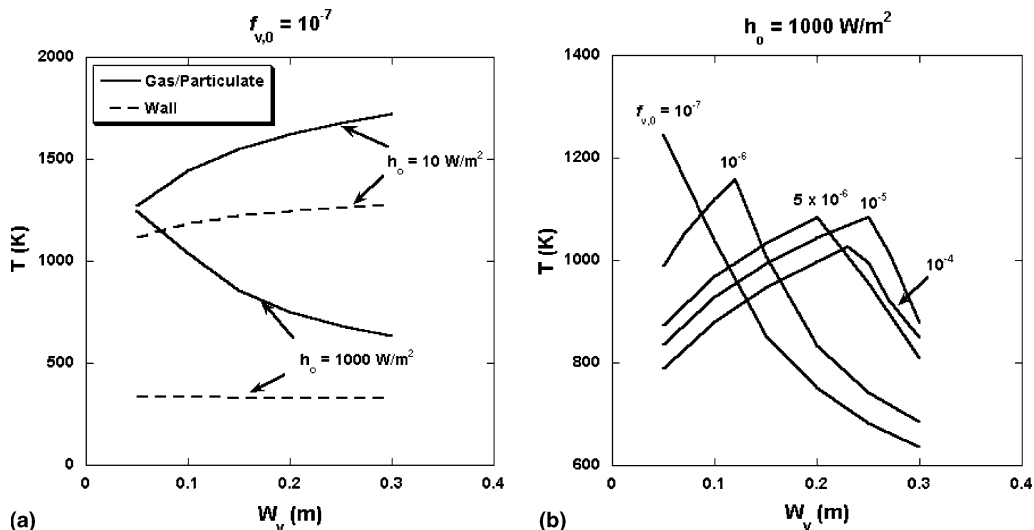 f_v,0 = 10^-7
2000
1500
1000
500
0
T (K)
Gas/Particulate
Wall
h_o = 10 W/m^2
h_o = 1000 W/m^2
0 0.1 0.2 0.3 0.4
W_v (m)
(a)
h_o = 1000 W/m^2
1400
1200
1000
800
600
T (K)
f_v,0 = 10^-7
10^-6
5 x 10^-6
10^-5
10^-4
0 0.1 0.2 0.3 0.4
W_v (m)
(b)